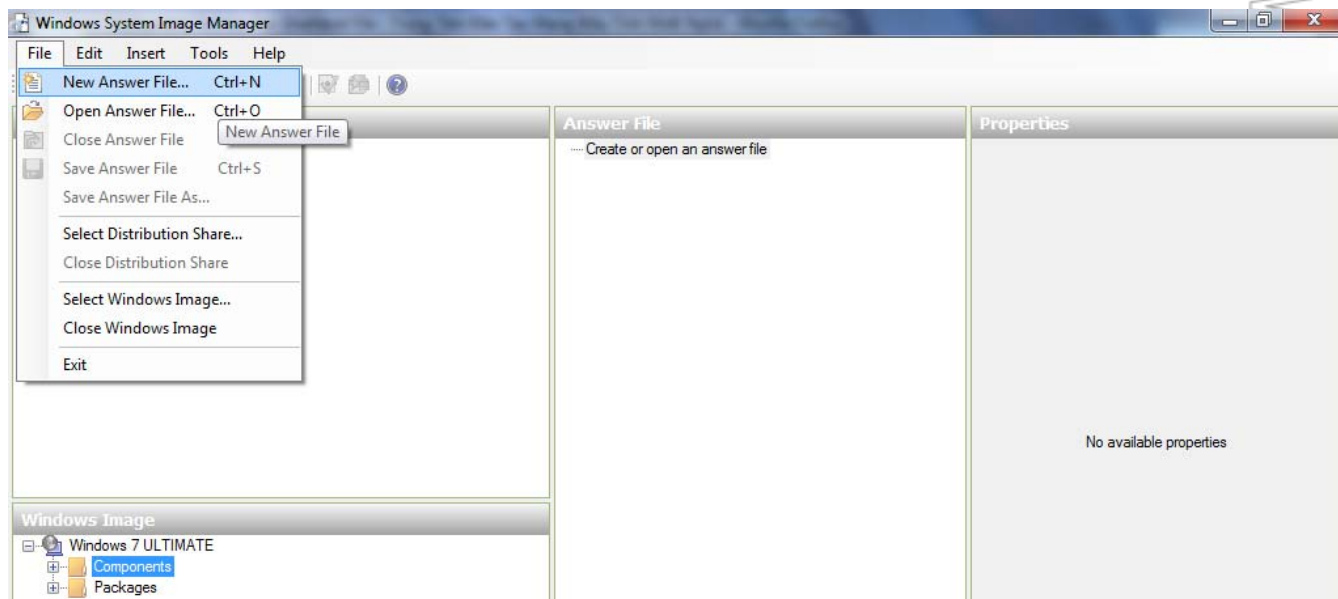 Windows System Image Manager
File Edit Insert Tools Help
New Answer File... Ctrl+N
Open Answer File... Ctrl+O
New Answer File
Close Answer File
Save Answer File Ctrl+S
Save Answer File As...
Select Distribution Share...
Close Distribution Share
Select Windows Image...
Close Windows Image
Exit
Answer File
Create or open an answer file
Properties
No available properties
Windows Image
Windows 7 ULTIMATE
Components
Packages